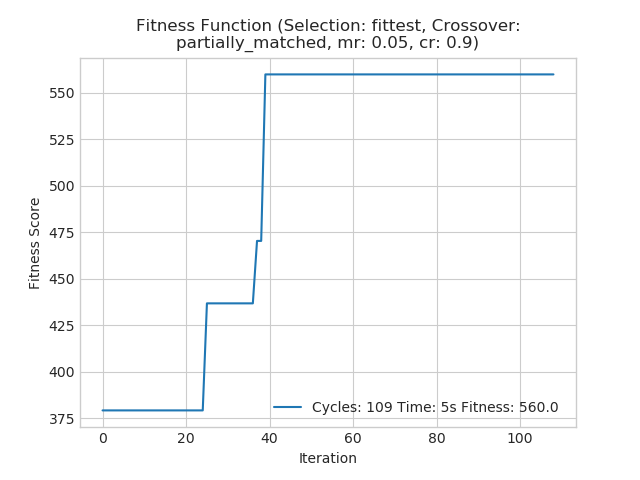 Fitness Function (Selection: fittest, Crossover:
partially_matched, mr: 0.05, cr: 0.9)
Fitness Score
550
525
500
475
450
425
400
375
Cycles: 109 Time: 5s Fitness: 560.0
0 20 40 60 80 100
Iteration